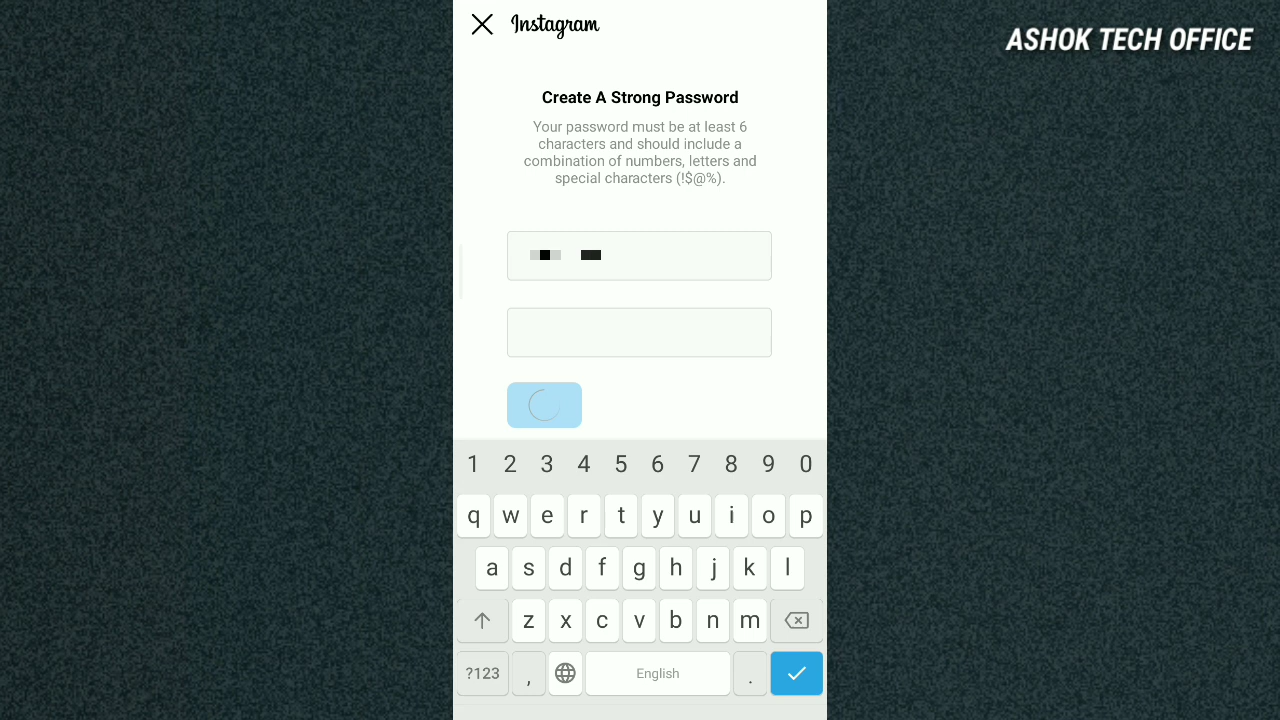 Instagram
ASHOK TECH OFFICE
Create A Strong Password
Your password must be at least 6
characters and should include a
combination of numbers, letters and
special characters (!$@%).
1 2 3 4 5 6 7 8 9 0
q w e r t y u i o p
a s d f g h j k l
z x c v b n m
?123 , English .